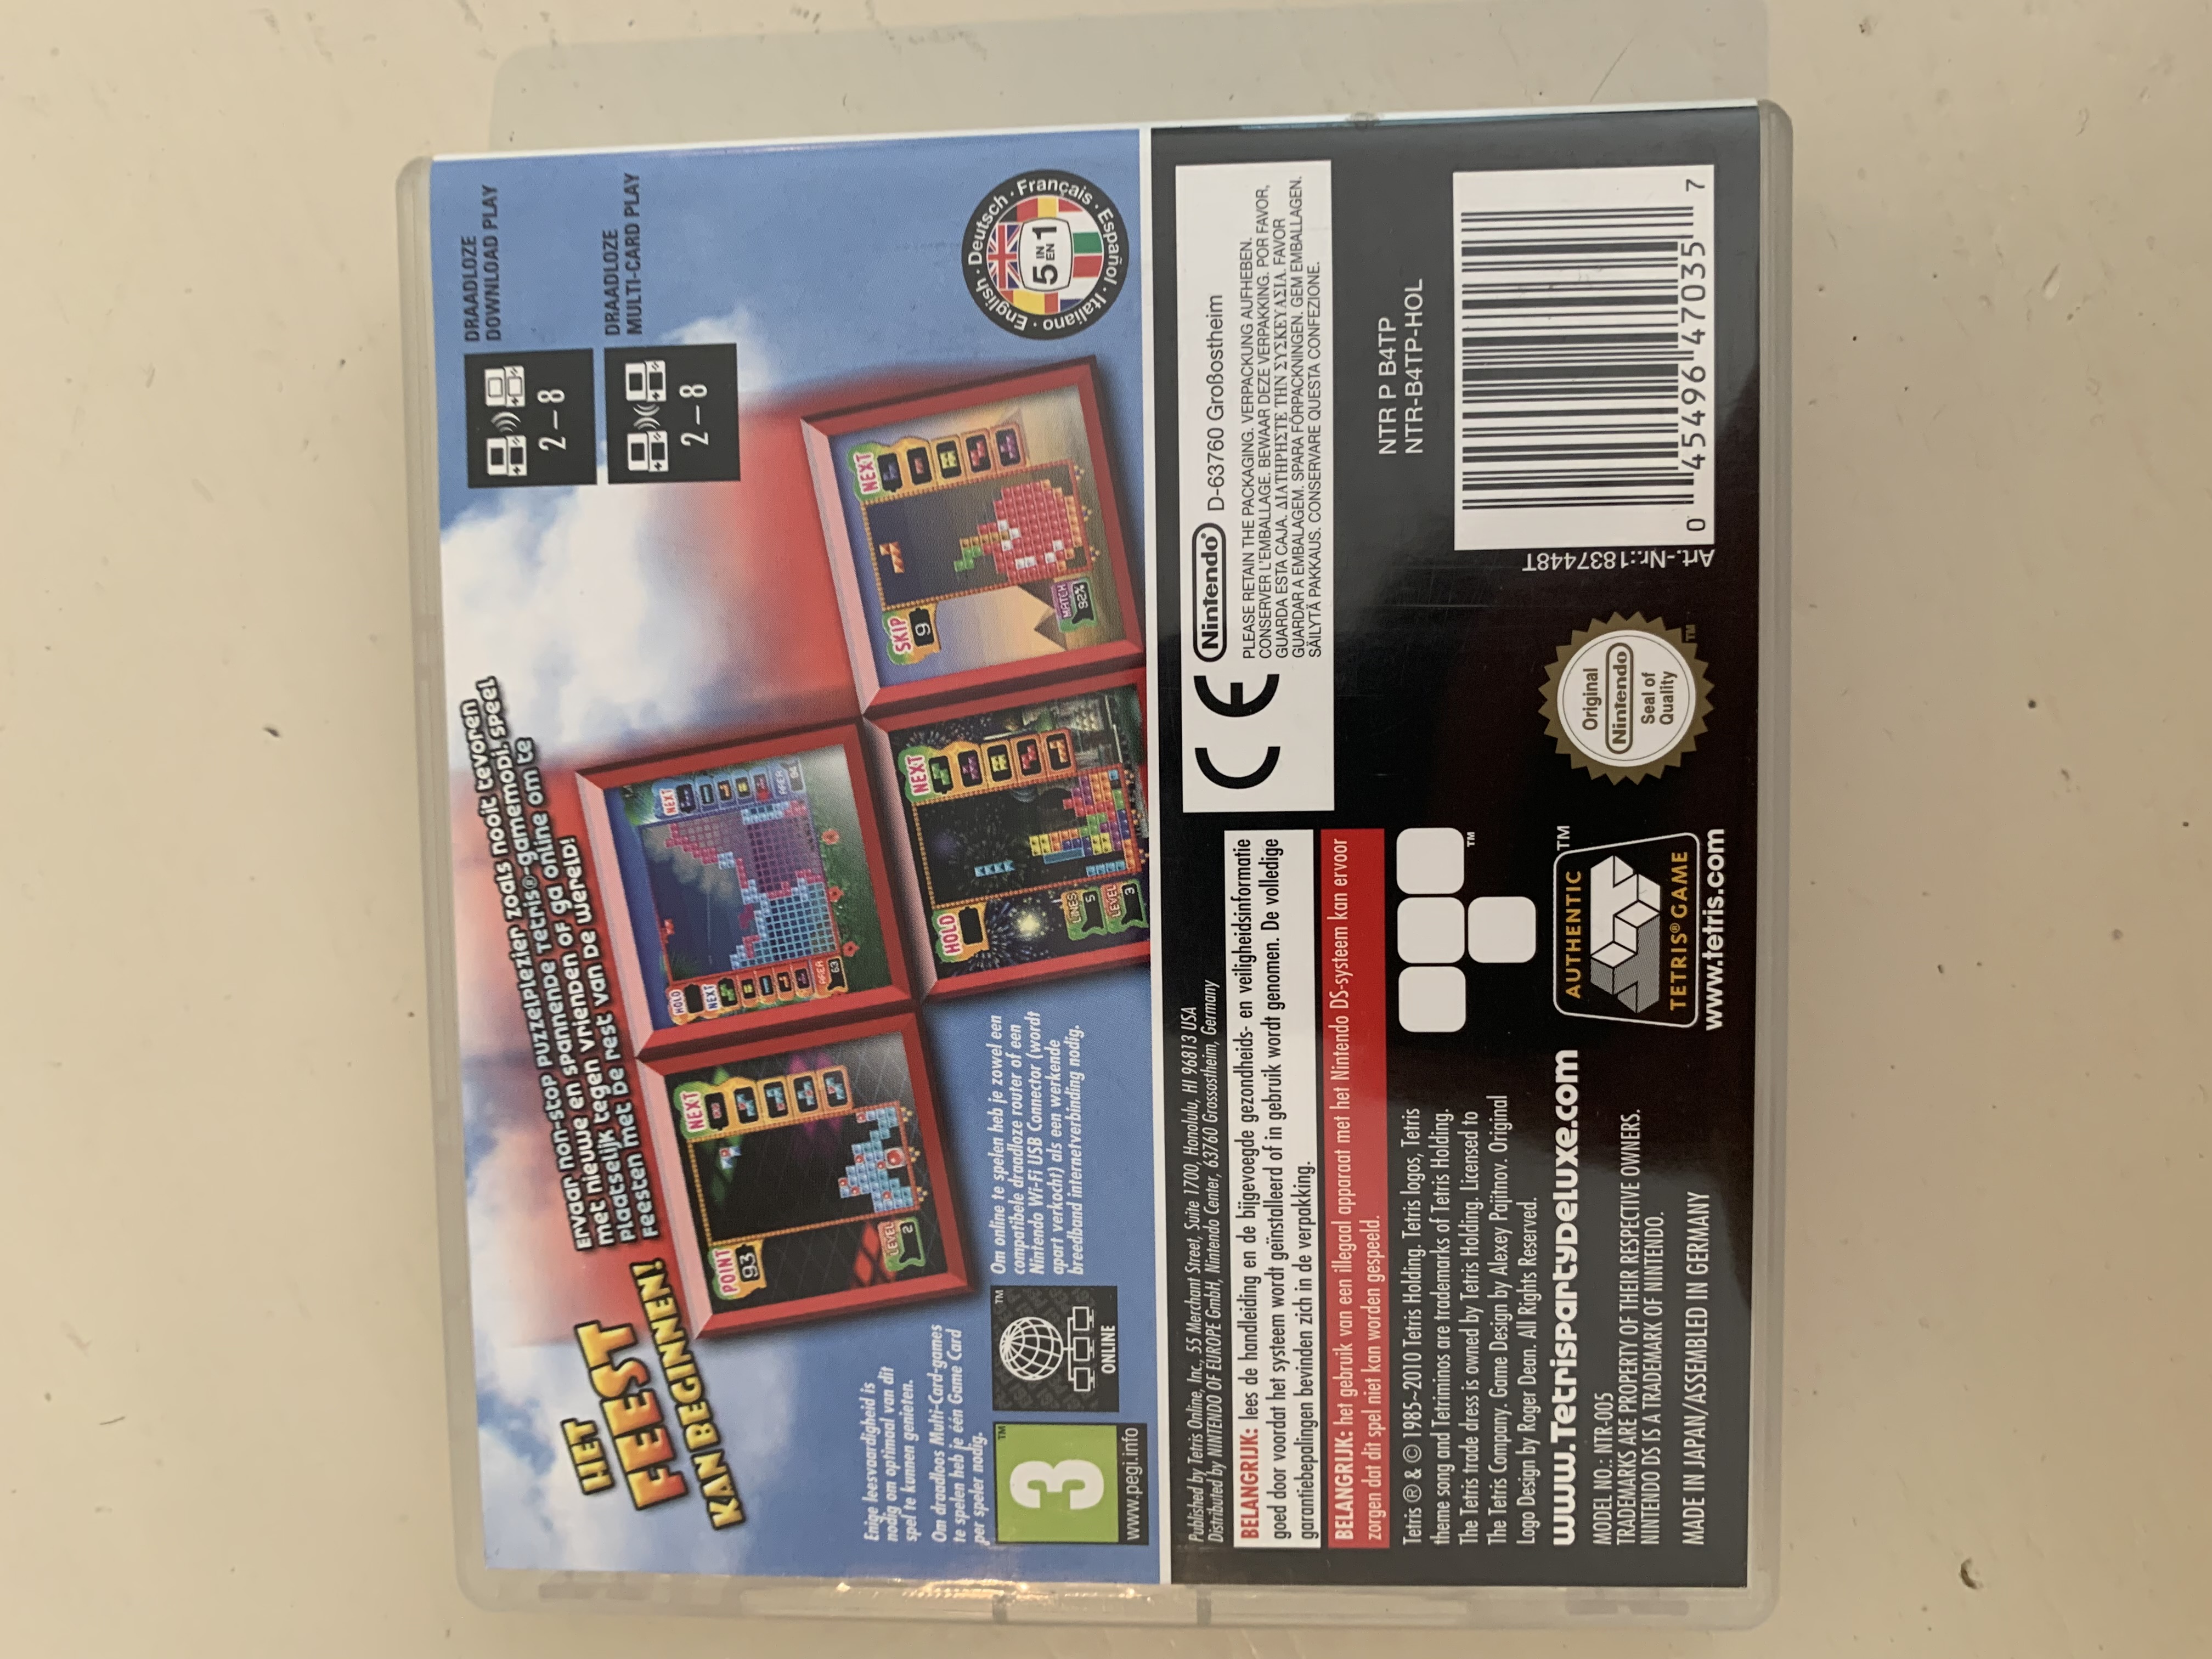 HET
FEEST
KAN BEGINNEN!
Ervaar non-stop puzzelplezier zoals nooit tevoren
met nieuwe en spannende Tetris®-gamemodi. Speel
plaatselijk tegen vrienden of ga online om te
feesten met de rest van de wereld!
DRAADLOZE
DOWNLOAD PLAY
2 – 8
DRAADLOZE
MULTI-CARD PLAY
2 – 8
POINT
93
NEXT
LEVEL
2
HOLD
NEXT
NEXT
AREA
63
AREA
94
HOLD
NEXT
LINES
5
LEVEL
3
SKIP
9
NEXT
MATCH
92%
Enige leesvaardigheid is
nodig om optimaal van dit
spel te kunnen genieten.
Om draadloos Multi-Card-games
te spelen heb je één Game Card
per speler nodig.
3
TM
www.pegi.info
TM
ONLINE
Om online te spelen heb je zowel een
compatibele draadloze router of een
Nintendo Wi-Fi USB Connector (wordt
apart verkocht) als een werkende
breedband internetverbinding nodig.
English · Deutsch · Français · Español · Italiano ·
5 IN EN 1
Published by Tetris Online, Inc., 55 Merchant Street, Suite 1700, Honolulu, HI 96813 USA
Distributed by NINTENDO OF EUROPE GmbH, Nintendo Center, 63760 Grossostheim, Germany
BELANGRIJK: lees de handleiding en de bijgevoegde gezondheids- en veiligheidsinformatie
goed door voordat het systeem wordt geïnstalleerd of in gebruik wordt genomen. De volledige
garantiebepalingen bevinden zich in de verpakking.
BELANGRIJK: het gebruik van een illegaal apparaat met het Nintendo DS-systeem kan ervoor
zorgen dat dit spel niet kan worden gespeeld.
CE
Nintendo® D-63760 Großostheim
PLEASE RETAIN THE PACKAGING. VERPACKUNG AUFHEBEN.
CONSERVER L'EMBALLAGE. BEWAAR DEZE VERPAKKING. POR FAVOR,
GUARDA ESTA CAJA. ΔΙΑΤΗΡΗΣΤΕ ΤΗΝ ΣΥΣΚΕΥΑΣΙΑ. FAVOR
GUARDAR A EMBALAGEM. SPARA FÖRPACKNINGEN. GEM EMBALLAGEN.
SÄILYTÄ PAKKAUS. CONSERVARE QUESTA CONFEZIONE.
Tetris ® & © 1985~2010 Tetris Holding. Tetris logos, Tetris
theme song and Tetriminos are trademarks of Tetris Holding.
The Tetris trade dress is owned by Tetris Holding. Licensed to
The Tetris Company. Game Design by Alexey Pajitnov. Original
Logo Design by Roger Dean. All Rights Reserved.
www.TetrisPartyDeluxe.com
MODEL NO.: NTR-005
TRADEMARKS ARE PROPERTY OF THEIR RESPECTIVE OWNERS.
NINTENDO DS IS A TRADEMARK OF NINTENDO.
MADE IN JAPAN/ASSEMBLED IN GERMANY
TM
AUTHENTIC
TM
TETRIS® GAME
www.tetris.com
Original
Nintendo
Seal of
Quality
TM
NTR P B4TP
NTR-B4TP-HOL
Art.-Nr.:1837448T
0 45496 47035 7